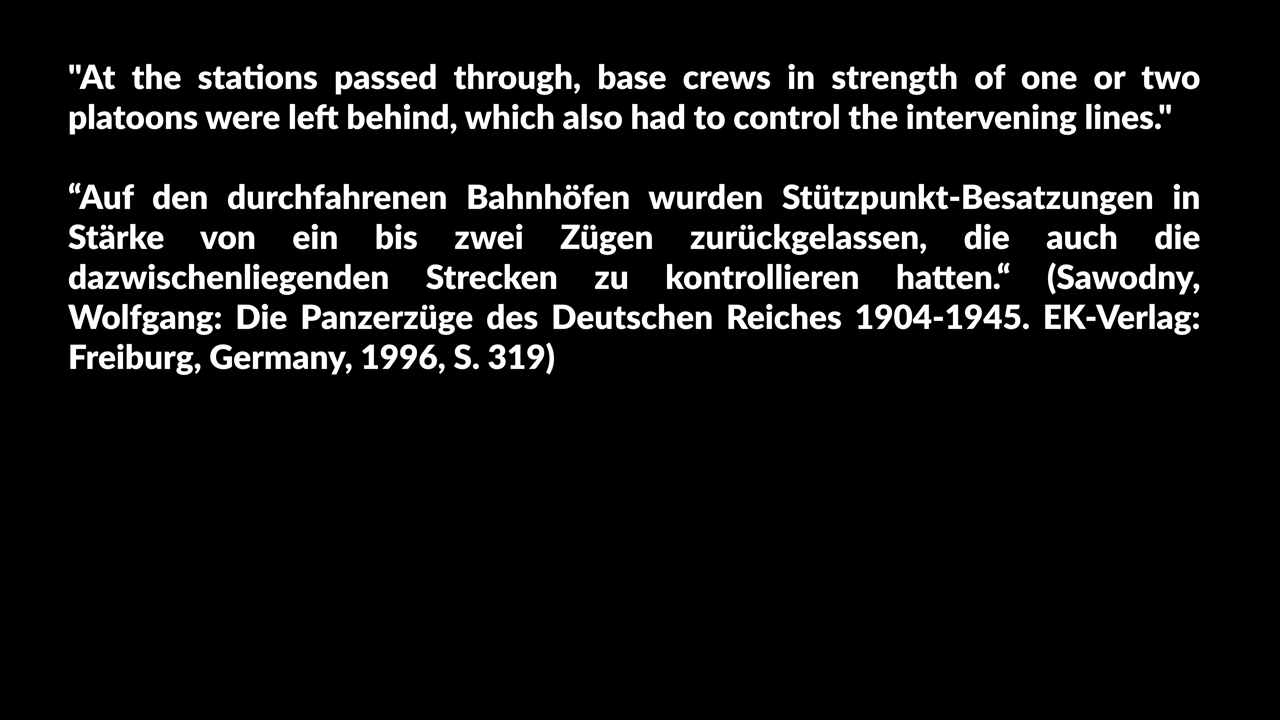 "At the stations passed through, base crews in strength of one or two
platoons were left behind, which also had to control the intervening lines."
“Auf den durchfahrenen Bahnhöfen wurden Stützpunkt-Besatzungen in
Stärke von ein bis zwei Zügen zurückgelassen, die auch die
dazwischenliegenden Strecken zu kontrollieren hatten.“ (Sawodny,
Wolfgang: Die Panzerzüge des Deutschen Reiches 1904-1945. EK-Verlag:
Freiburg, Germany, 1996, S. 319)